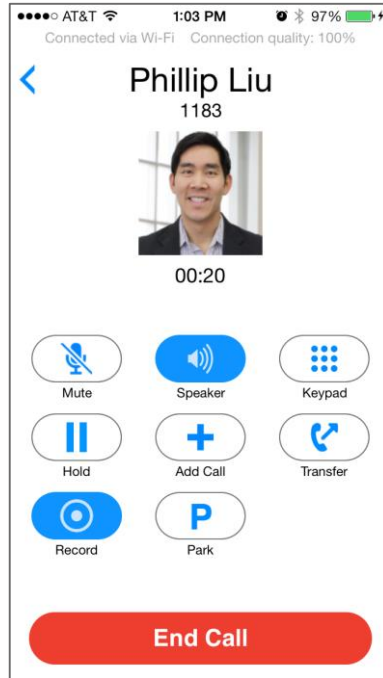 AT&T 1:03 PM 97%
Connected via Wi-Fi Connection quality: 100%
Phillip Liu
1183
00:20
Mute Speaker Keypad
Hold Add Call Transfer
P
Record Park
End Call